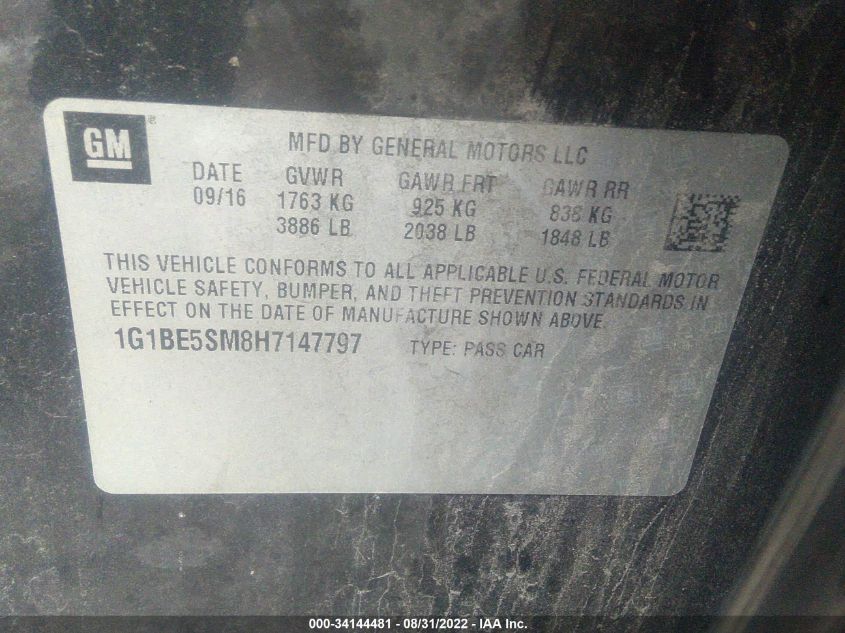 GM®
MFD BY GENERAL MOTORS LLC
DATE GVWR GAWR FRT GAWR RR
09/16 1763 KG 925 KG 838 KG
3886 LB 2038 LB 1848 LB
THIS VEHICLE CONFORMS TO ALL APPLICABLE U.S. FEDERAL MOTOR
VEHICLE SAFETY, BUMPER, AND THEFT PREVENTION STANDARDS IN
EFFECT ON THE DATE OF MANUFACTURE SHOWN ABOVE.
1G1BE5SM8H7147797 TYPE: PASS CAR
000-34144481 - 08/31/2022 - IAA Inc.